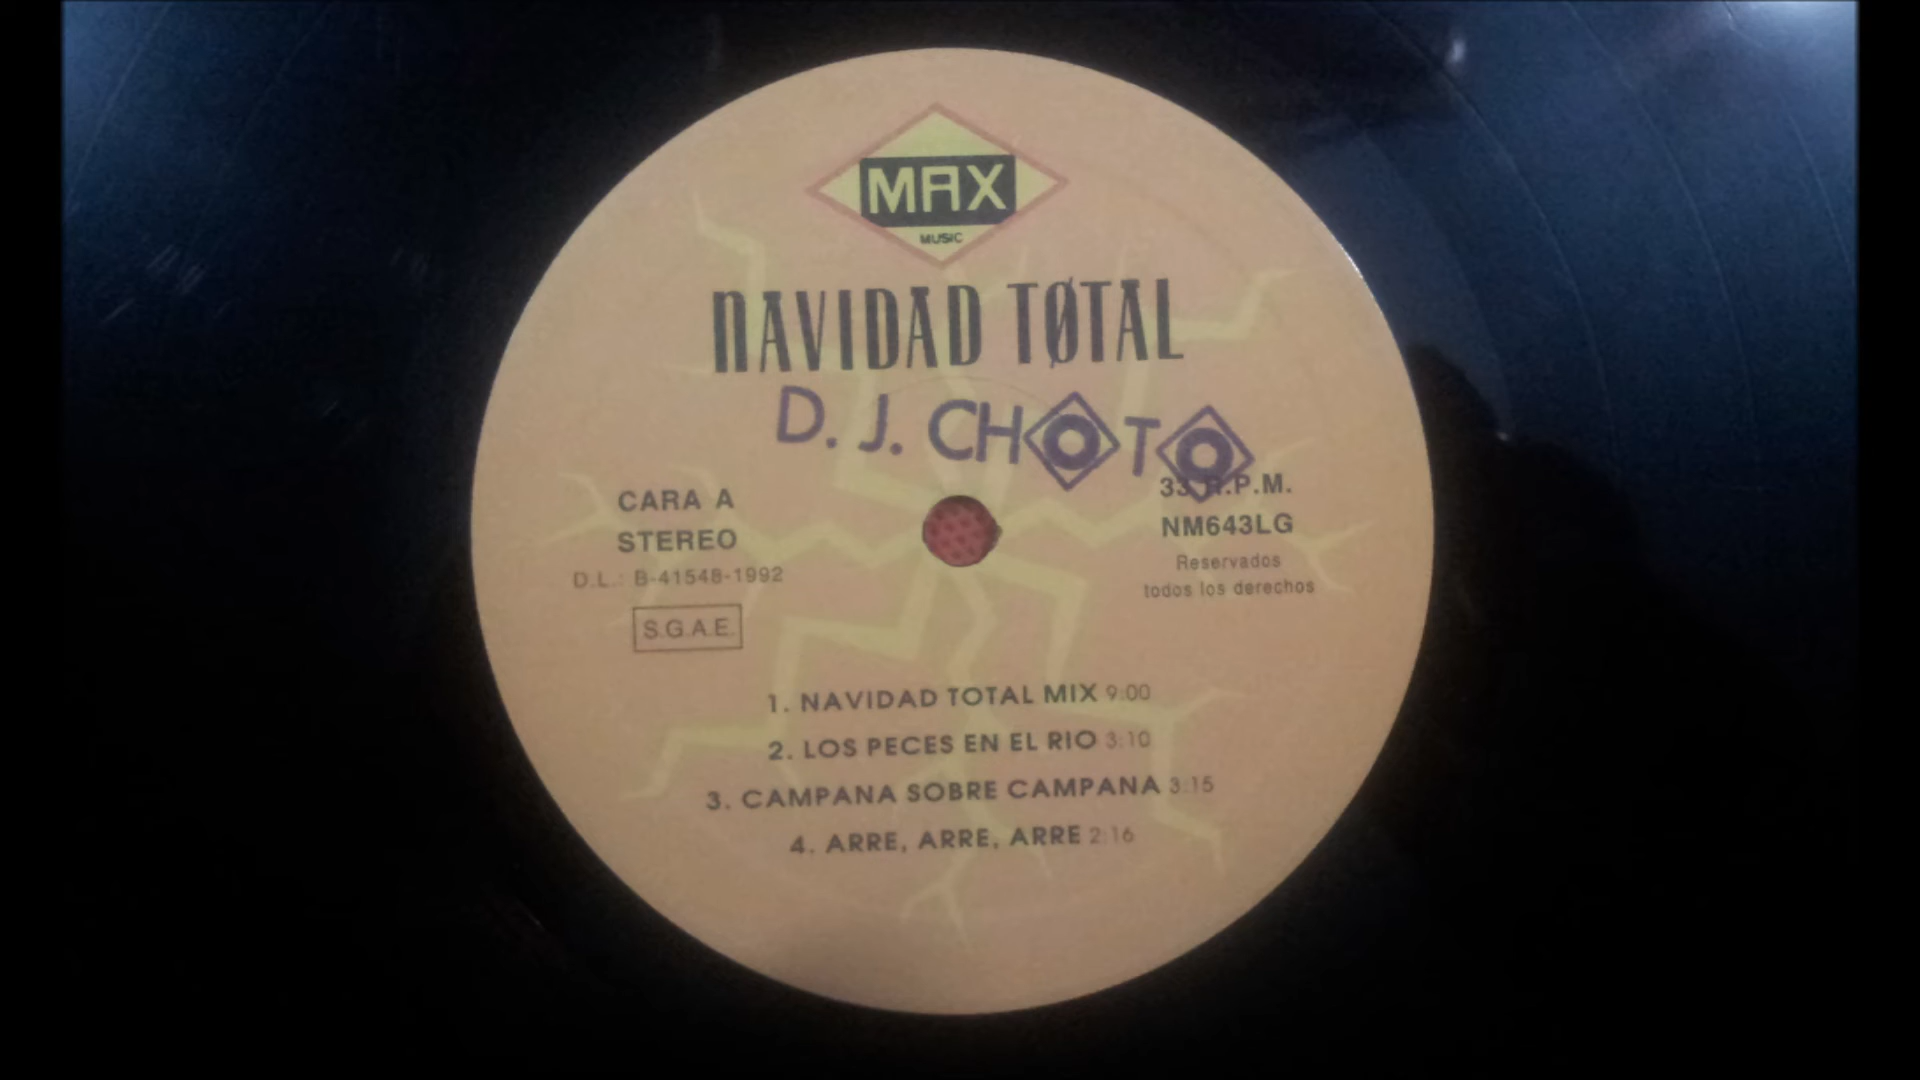 MAX
MUSIC
NAVIDAD TØTAL
D. J. CHOTO
CARA A
STEREO
D.L.: B-41548-1992
S.G.A.E.
33 R.P.M.
NM643LG
Reservados
todos los derechos
1. NAVIDAD TOTAL MIX 9:00
2. LOS PECES EN EL RIO 3:10
3. CAMPANA SOBRE CAMPANA 3:15
4. ARRE, ARRE, ARRE 2:16